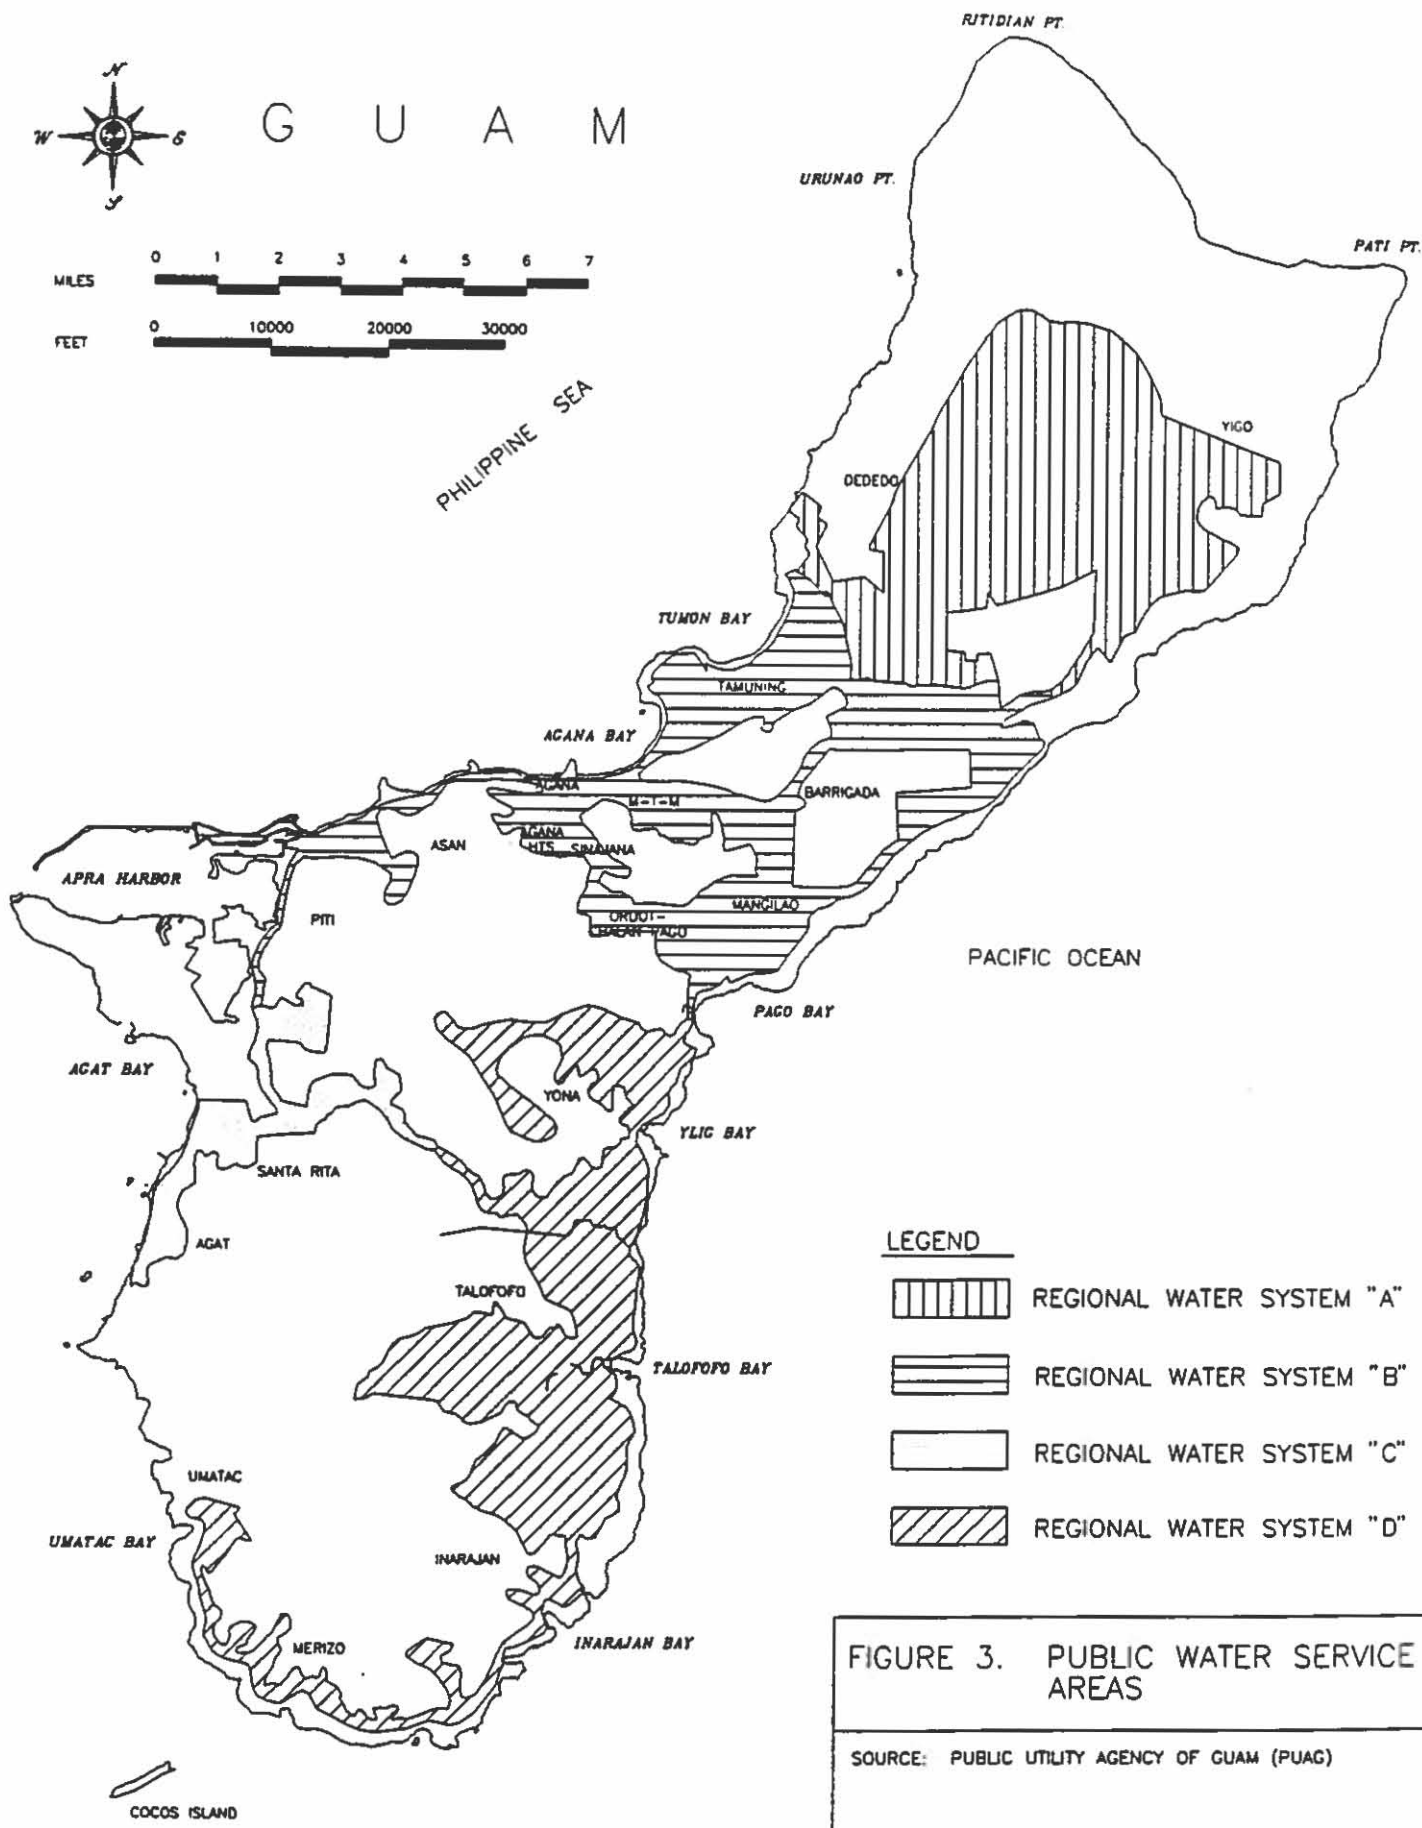 RITIDIAN PT.
N
W E
S
G U A M
URUNAO PT.
PATI PT.
0 1 2 3 4 5 6 7
MILES
0 10000 20000 30000
FEET
PHILIPPINE SEA
YIGO
DEDEDO
TUMON BAY
TAMUNING
AGANA BAY
AGANA
M-T-M
BARRIGADA
ASAN
AGANA
HTS
SINAJANA
APRA HARBOR
PITI
MANGILAO
ORDOT-
CHALAN PAGO
PACIFIC OCEAN
PAGO BAY
AGAT BAY
YONA
YLIG BAY
SANTA RITA
AGAT
TALOFOFO
TALOFOFO BAY
LEGEND
REGIONAL WATER SYSTEM "A"
REGIONAL WATER SYSTEM "B"
REGIONAL WATER SYSTEM "C"
REGIONAL WATER SYSTEM "D"
UMATAC
UMATAC BAY
INARAJAN
MERIZO
INARAJAN BAY
COCOS ISLAND
FIGURE 3. PUBLIC WATER SERVICE
AREAS
SOURCE: PUBLIC UTILITY AGENCY OF GUAM (PUAG)